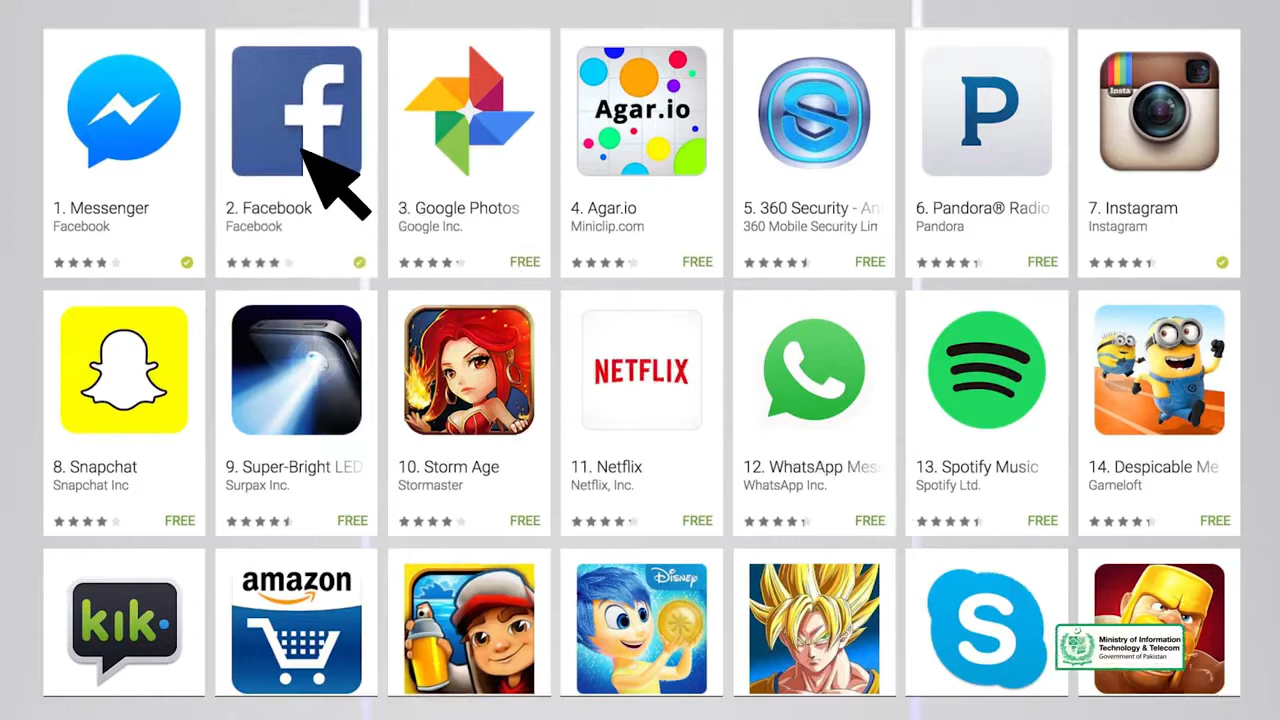 Agar.io
Insta
1. Messenger
Facebook
2. Facebook
Facebook
3. Google Photos
Google Inc.
FREE
4. Agar.io
Miniclip.com
FREE
5. 360 Security - Ant
360 Mobile Security Lim
FREE
6. Pandora® Radio
Pandora
FREE
7. Instagram
Instagram
NETFLIX
8. Snapchat
Snapchat Inc
FREE
9. Super-Bright LED
Surpax Inc.
FREE
10. Storm Age
Stormaster
FREE
11. Netflix
Netflix, Inc.
FREE
12. WhatsApp Mess
WhatsApp Inc.
FREE
13. Spotify Music
Spotify Ltd.
FREE
14. Despicable Me
Gameloft
FREE
kik
amazon
Disney
Ministry of Information
Technology & Telecom
Government of Pakistan